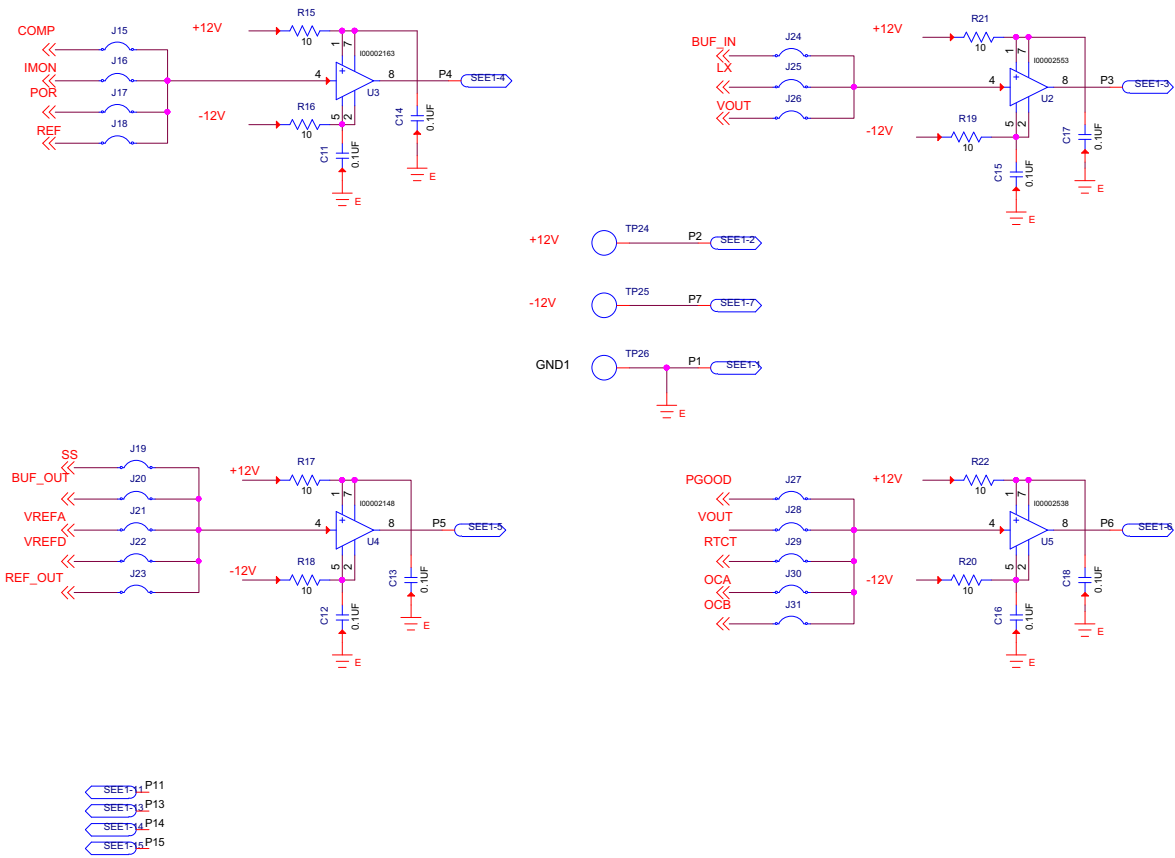 COMP
J15
+12V
R15
10
IMON
J16
1
7
I00002163
POR
J17
4
8
P4
SEE1-4
U3
REF
J18
-12V
R16
10
5
2
C14
0.1UF
C11
0.1UF
E
E
BUF_IN
J24
+12V
R21
10
LX
J25
1
7
I00002553
VOUT
J26
4
8
P3
SEE1-3
U2
-12V
R19
10
5
2
C17
0.1UF
C15
0.1UF
E
E
+12V
TP24
P2
SEE1-2
-12V
TP25
P7
SEE1-7
GND1
TP26
P1
SEE1-1
E
SS
J19
+12V
R17
10
BUF_OUT
J20
1
7
I00002148
VREFA
J21
4
8
P5
SEE1-5
U4
VREFD
J22
REF_OUT
J23
-12V
R18
10
5
2
C13
0.1UF
C12
0.1UF
E
E
PGOOD
J27
+12V
R22
10
VOUT
J28
1
7
I00002538
RTCT
J29
4
8
P6
SEE1-6
U5
OCA
J30
-12V
R20
10
5
2
OCB
J31
C18
0.1UF
C16
0.1UF
E
E
SEE1-11 P11
SEE1-13 P13
SEE1-14 P14
SEE1-15 P15